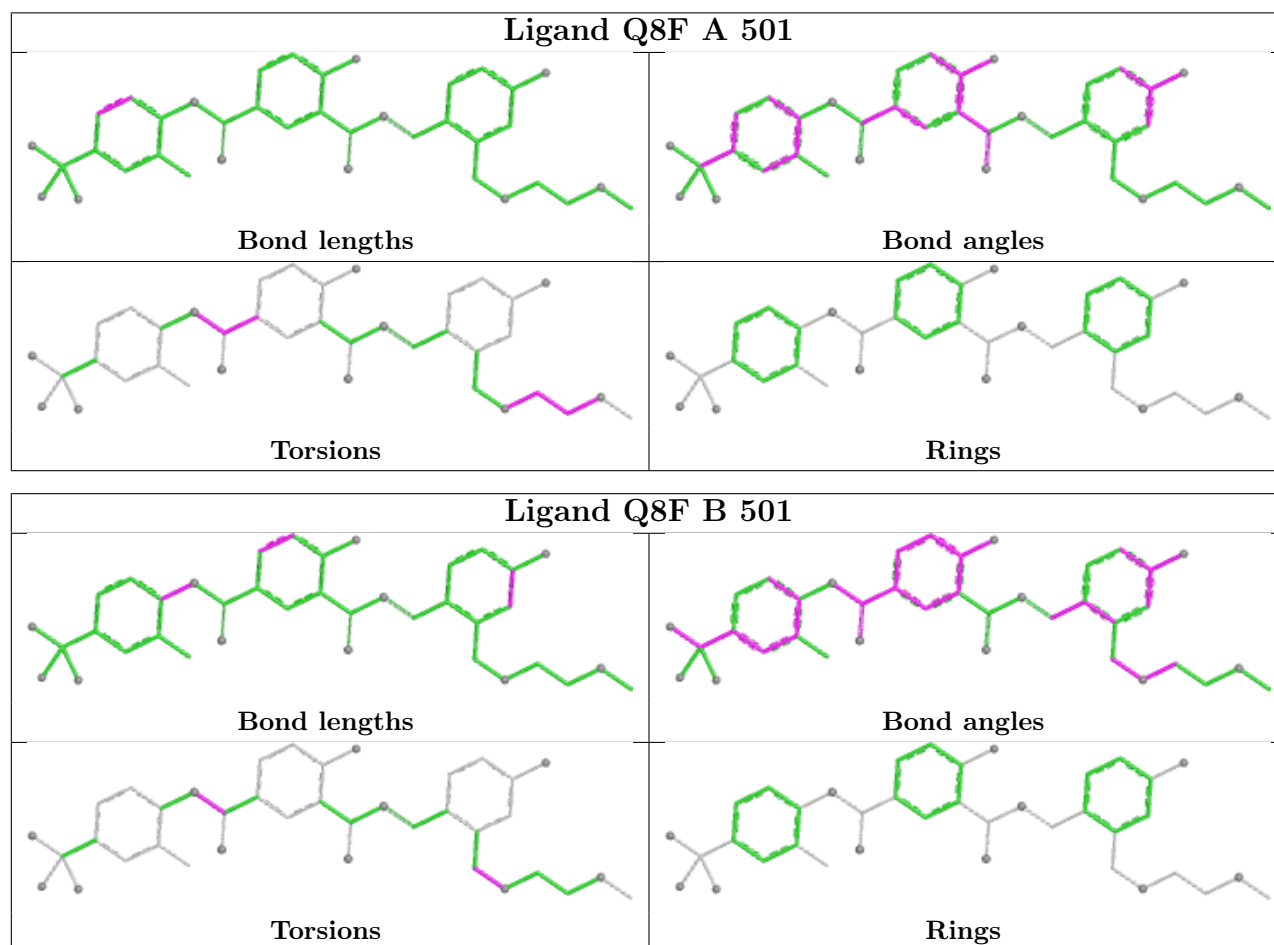 Ligand Q8F A 501
Bond lengths
Bond angles
Torsions
Rings
Ligand Q8F B 501
Bond lengths
Bond angles
Torsions
Rings